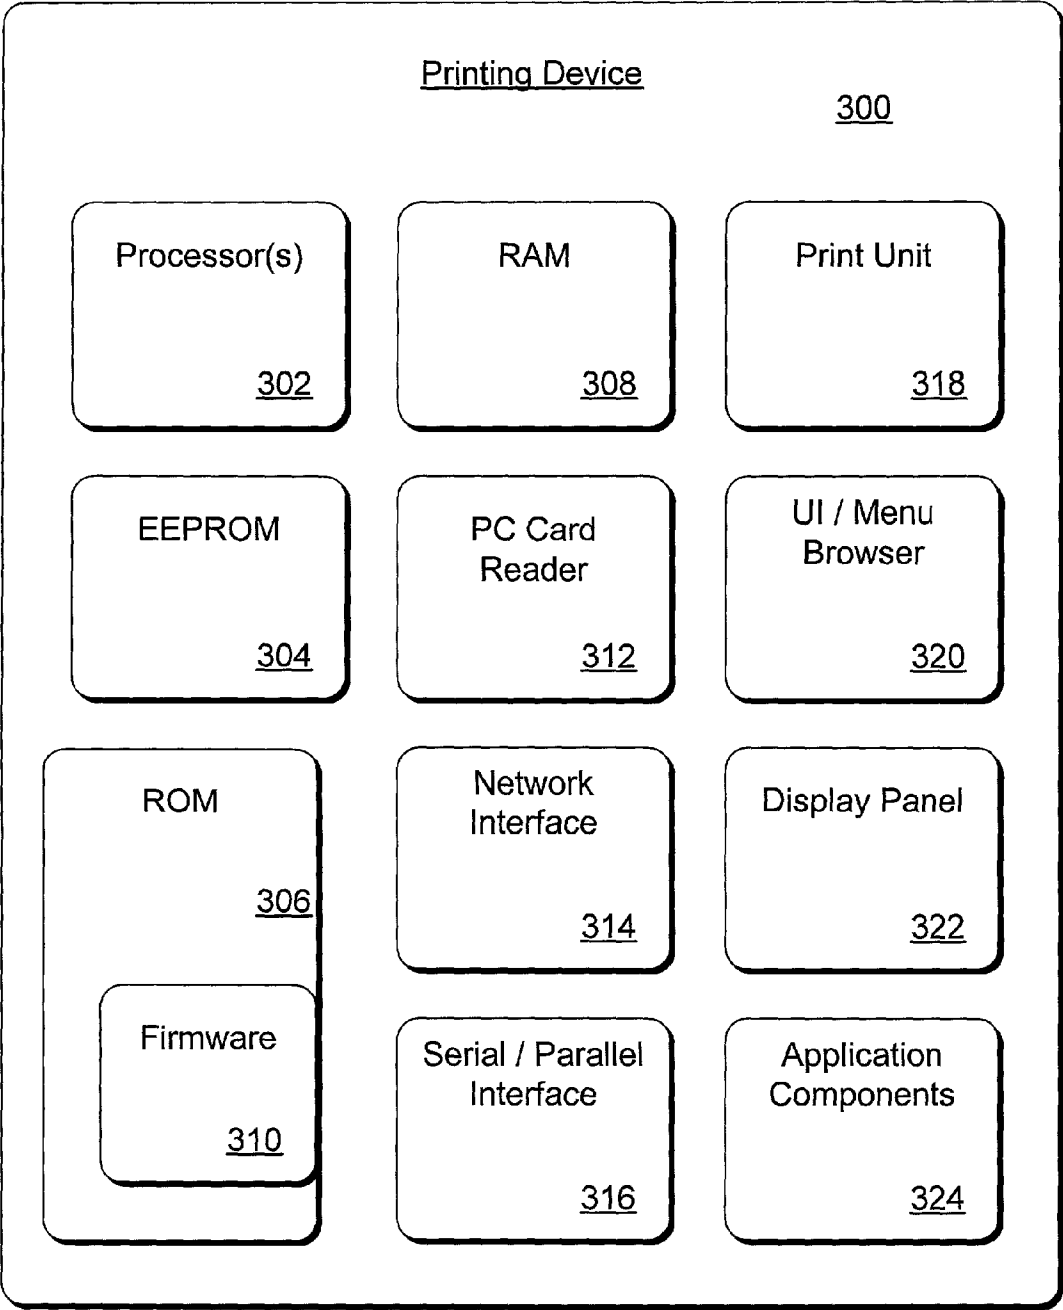 Printing Device
300
Processor(s)
302
RAM
308
Print Unit
318
EEPROM
304
PC Card
Reader
312
UI / Menu
Browser
320
ROM
306
Firmware
310
Network
Interface
314
Display Panel
322
Serial / Parallel
Interface
316
Application
Components
324